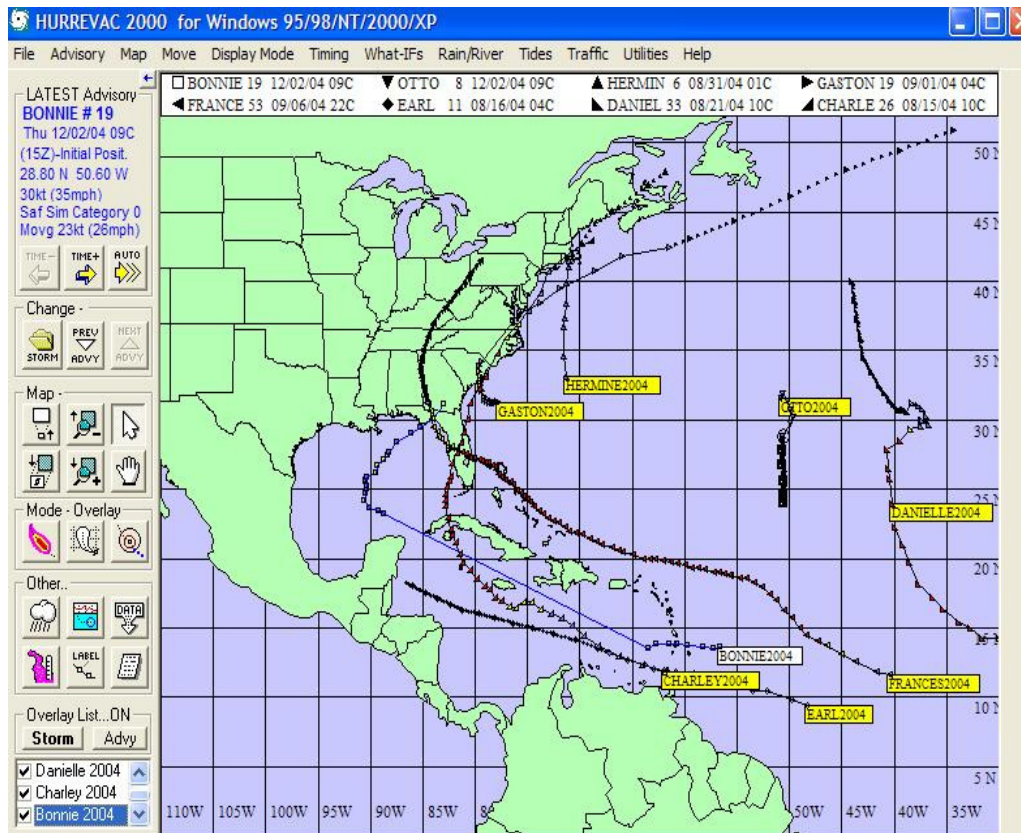 HURREVAC 2000 for Windows 95/98/NT/2000/XP
File Advisory Map Move Display Mode Timing What-IFs Rain/River Tides Traffic Utilities Help
BONNIE 19 12/02/04 09C OTTO 8 12/02/04 09C HERMIN 6 08/31/04 01C GASTON 19 09/01/04 04C
FRANCE 53 09/06/04 22C EARL 11 08/16/04 04C DANIEL 33 08/21/04 10C CHARLE 26 08/15/04 10C
LATEST Advisory
BONNIE # 19
Thu 12/02/04 09C
(15Z)-Initial Posit.
28.80 N 50.60 W
30kt (35mph)
Saf Sim Category 0
Movg 23kt (26mph)
TIME- TIME+ AUTO
Change -
STORM PREV ADVY NEXT ADVY
Map -
Mode - Overlay
Other..
DATA
LABEL
Overlay List...ON
Storm Advy
Danielle 2004
Charley 2004
Bonnie 2004
50 N
45 N
40 N
35 N
HERMINE2004
GASTON2004
OTTO2004
30 N
25 N
DANIELLE2004
20 N
15 N
BONNIE2004
CHARLEY2004
FRANCES2004
EARL2004
10 N
5 N
110W 105W 100W 95W 90W 85W 8 50W 45W 40W 35W